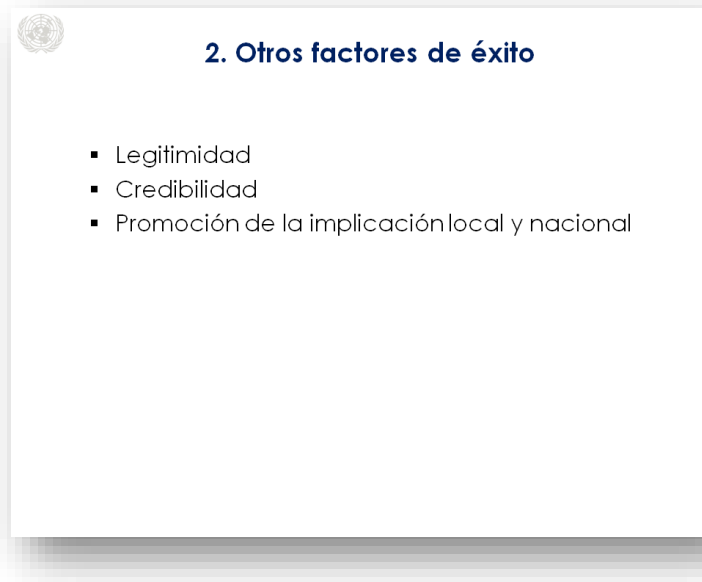 2. Otros factores de éxito
▪ Legitimidad
▪ Credibilidad
▪ Promoción de la implicación local y nacional